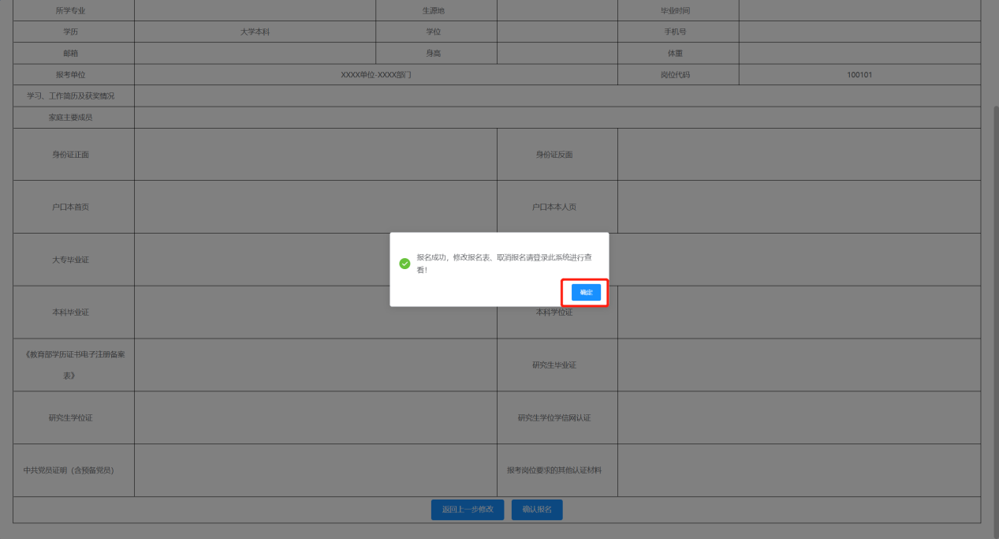 所学专业 生源地 毕业时间
学历 大学本科 学位 手机号
邮箱 身高 体重
报考单位 XXXX单位-XXXX部门 岗位代码 100101
学习、工作简历及获奖情况
家庭主要成员
身份证正面 身份证反面
户口本首页 户口本本人页
大专毕业证
报名成功，修改报名表、取消报名请登录此系统进行查
看！
确定
本科毕业证 本科学位证
《教育部学历证书电子注册备案
表》
研究生毕业证
研究生学位证 研究生学位学信网认证
中共党员证明（含预备党员） 报考岗位要求的其他认证材料
返回上一步修改 确认报名